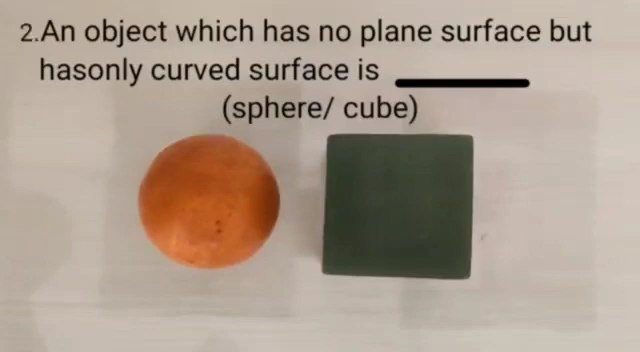 2.An object which has no plane surface but
hasonly curved surface is
(sphere/ cube)